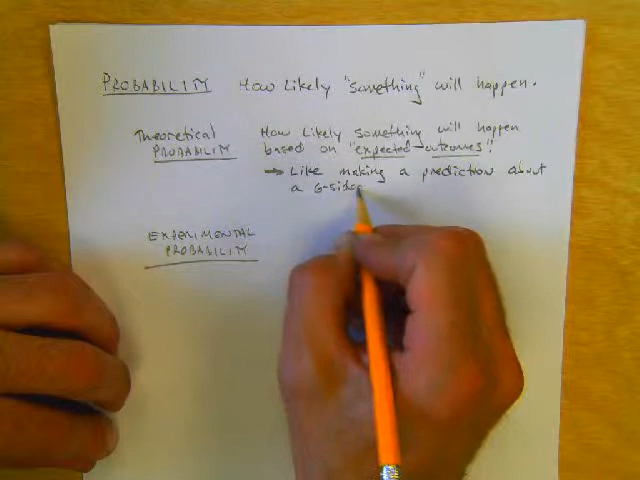 PROBABILITY How Likely "something" will happen.
Theoretical PROBABILITY
How Likely something will happen
based on "expected outcomes".
→ Like making a prediction about
a 6-side
EXPERIMENTAL
PROBABILITY